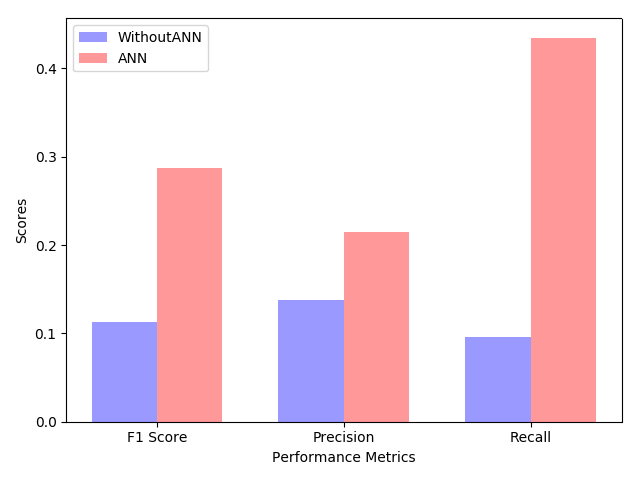 WithoutANN
ANN
Scores
0.4
0.3
0.2
0.1
0.0
F1 Score Precision Recall
Performance Metrics